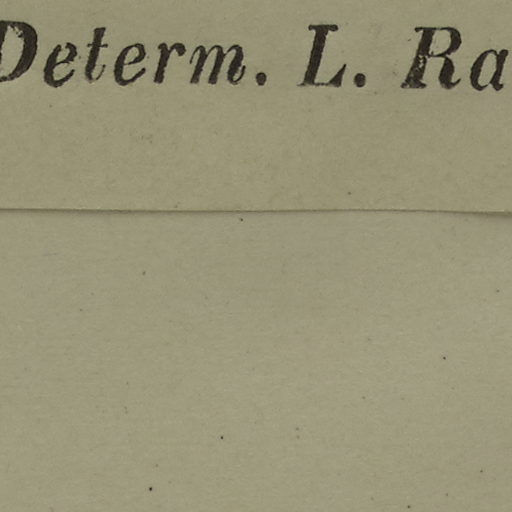 Determ. L. Ra